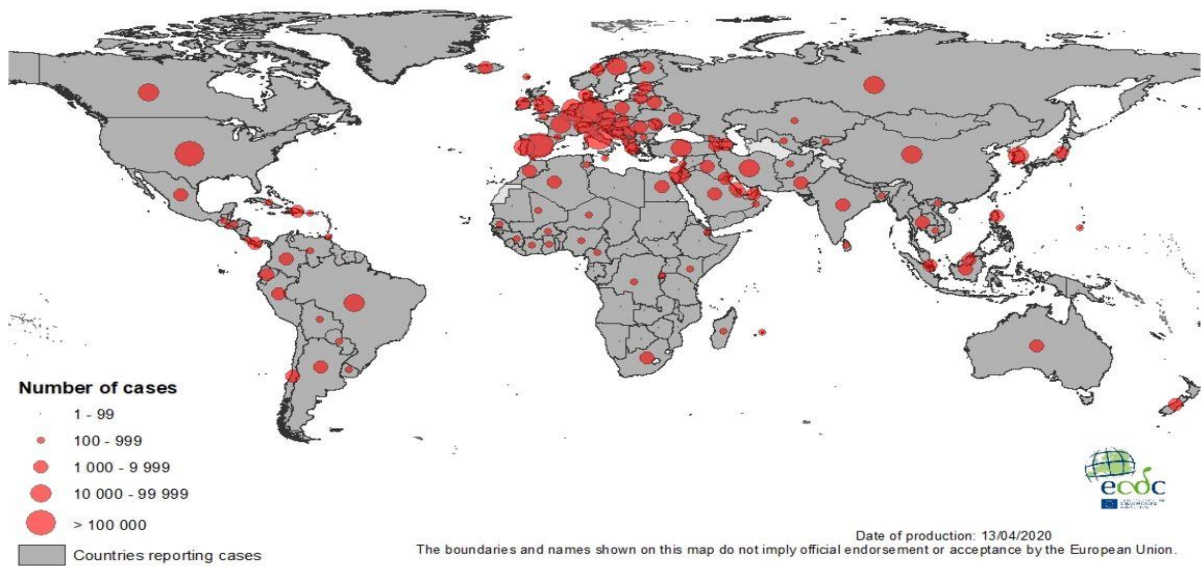 Number of cases
1 - 99
100 - 999
1 000 - 9 999
10 000 - 99 999
> 100 000
Countries reporting cases
ecdc
Date of production: 13/04/2020
The boundaries and names shown on this map do not imply official endorsement or acceptance by the European Union.